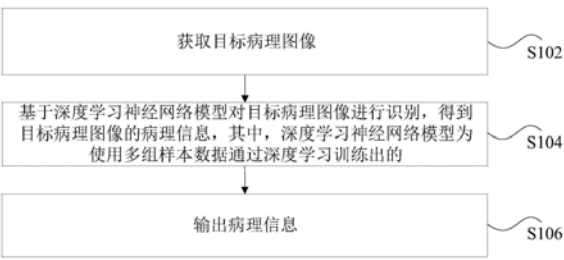 获取目标病理图像
S102
基于深度学习神经网络模型对目标病理图像进行识别，得到
目标病理图像的病理信息，其中，深度学习神经网络模型为
使用多组样本数据通过深度学习训练出的
S104
输出病理信息
S106